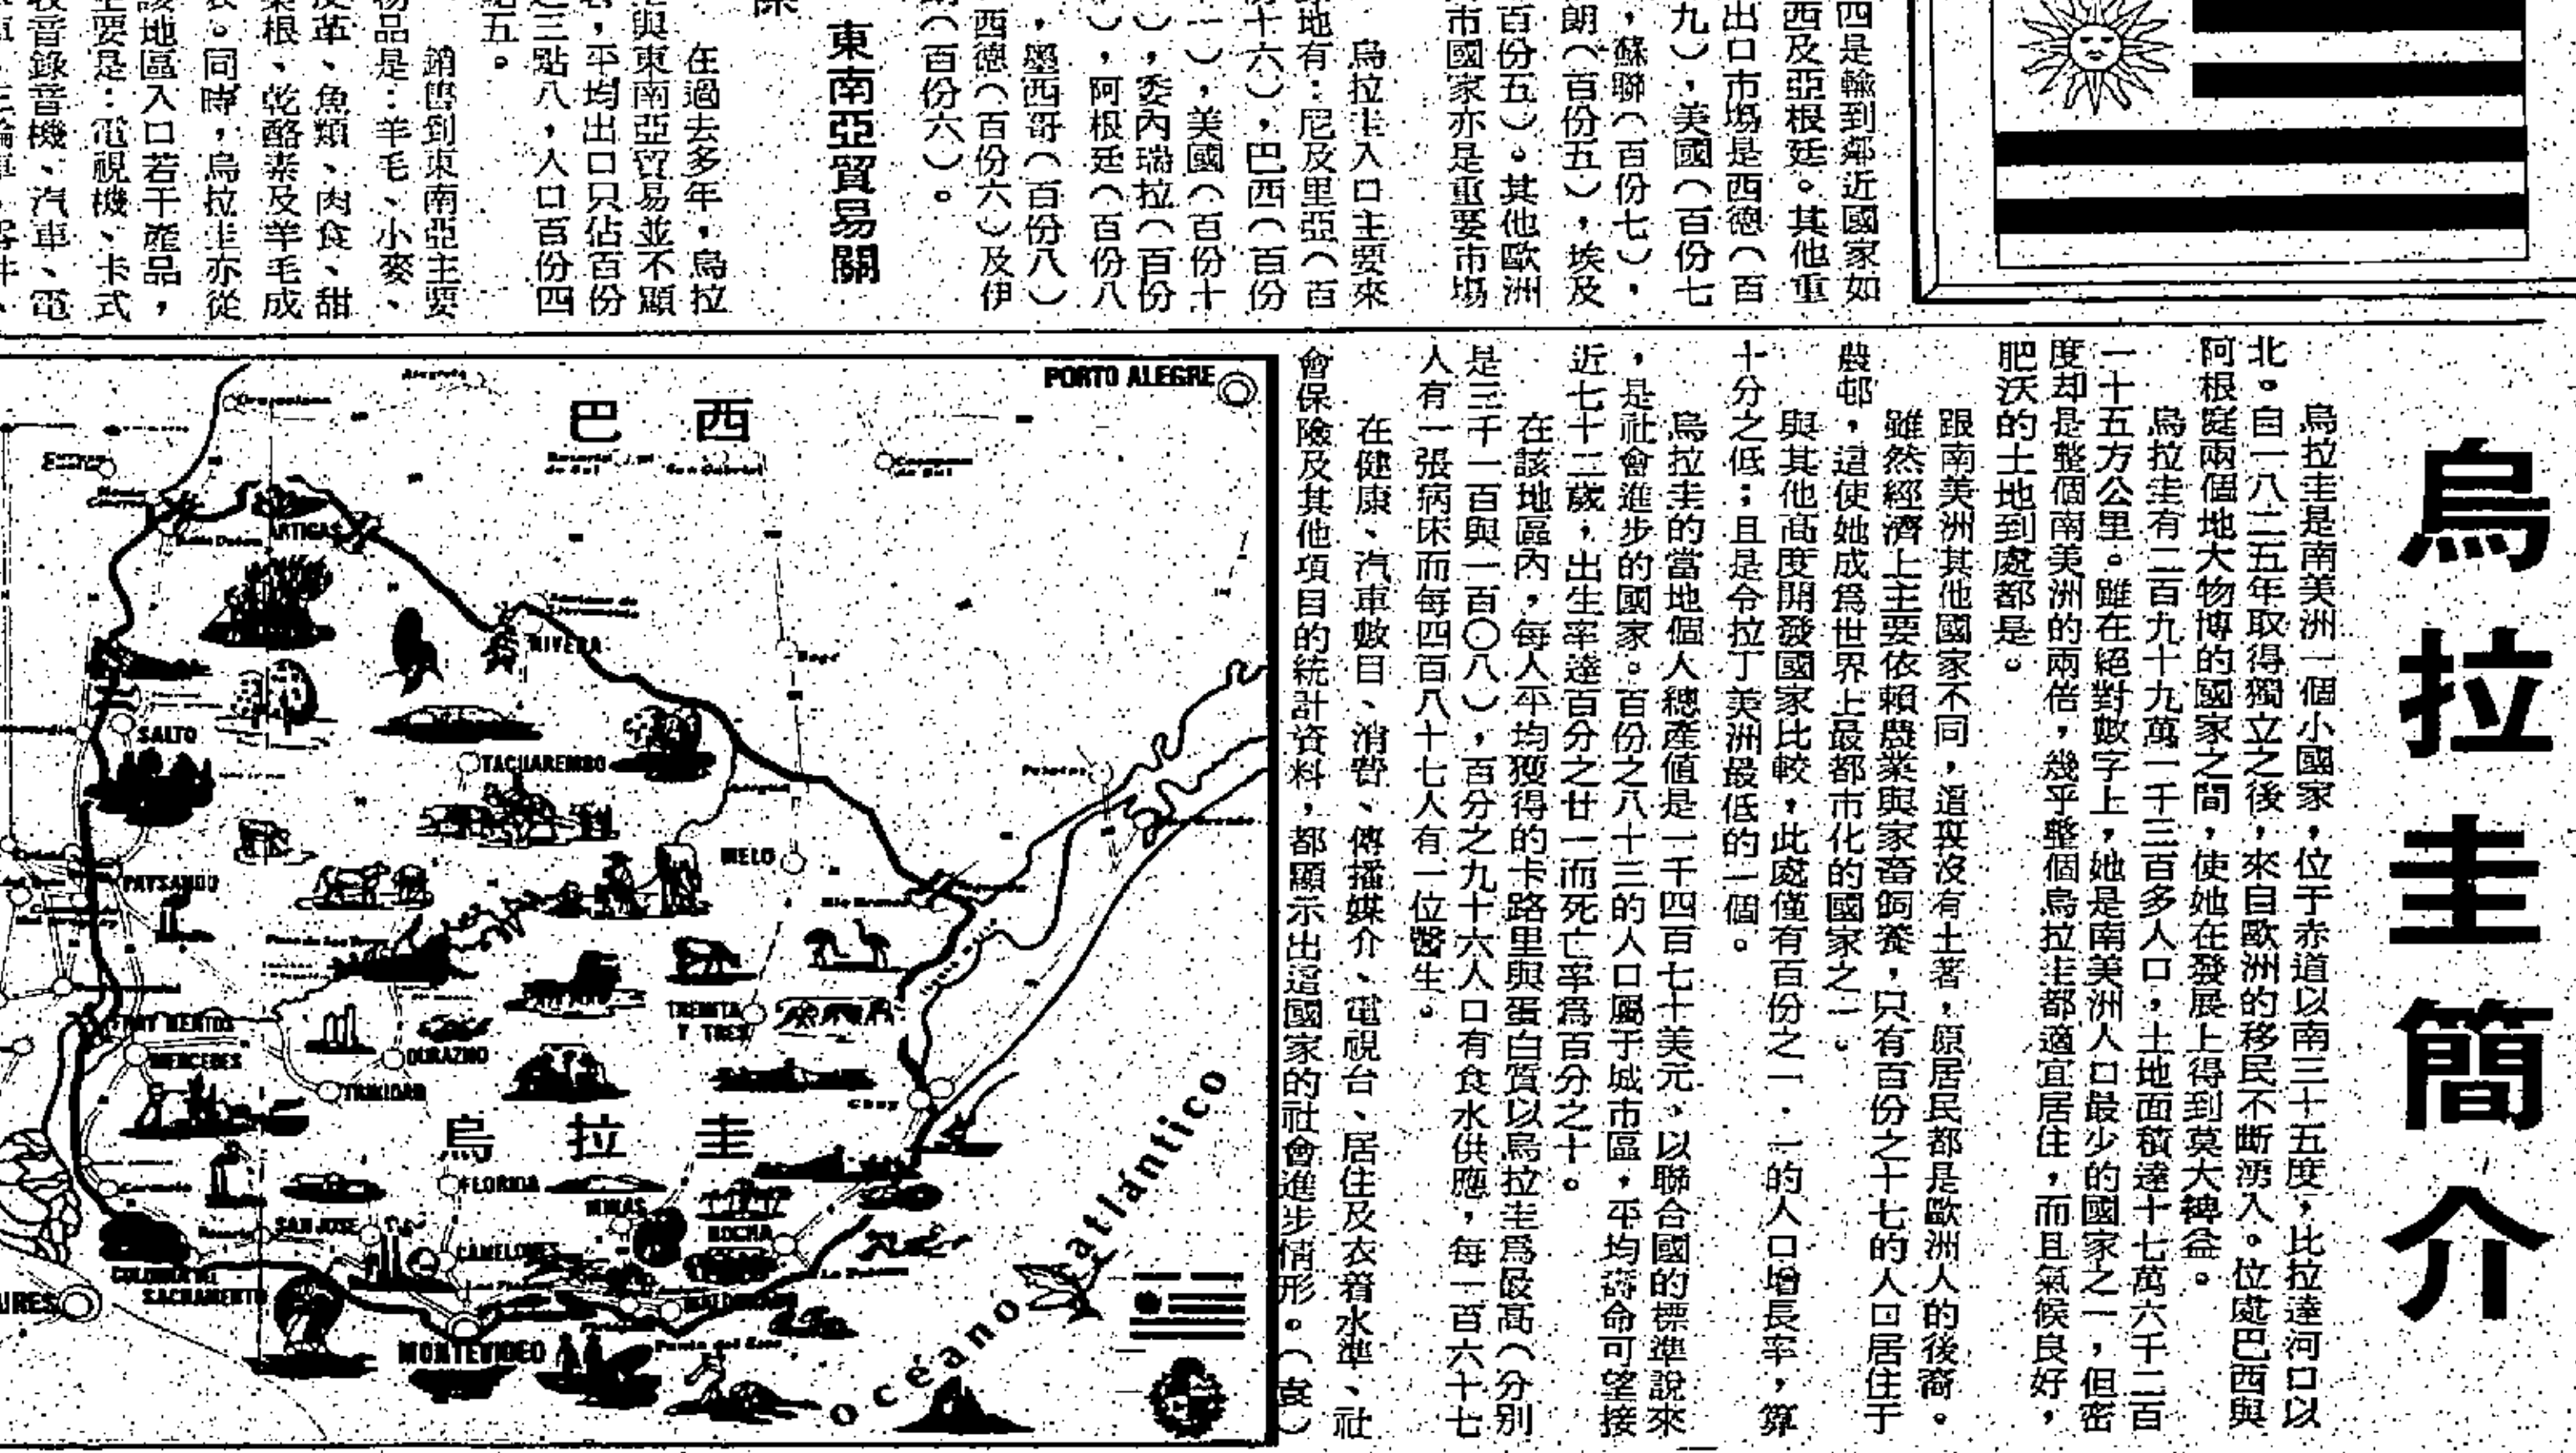 烏拉圭簡介
烏拉圭是南美洲一個小國家，位于赤道以南三十五度，比拉達河口以
北。自一八二五年取得獨立之後，來自歐洲的移民不斷湧入。位處巴西與
阿根庭兩個地大物博的國家之間，使她在發展上得到莫大裨益。
烏拉圭有二百九十九萬一千三百多人口，土地面積達十七萬六千二百
一十五方公里。雖在絕對數字上，她是南美洲人口最少的國家之一，但密
度却是整個南美洲的兩倍，幾乎整個烏拉圭都適宜居住，而且氣候良好，
肥沃的土地到處都是。
跟南美洲其他國家不同，這裏沒有土著，原居民都是歐洲人的後裔。
雖然經濟上主要依賴農業與家畜飼養，只有百份之十七的人口居住于
農邨，這使她成爲世界上最都市化的國家之一。
與其他高度開發國家比較，此處僅有百份之一．一的人口增長率，算
十分之低；且是令拉丁美洲最低的一個。
烏拉圭的當地個人總產值是一千四百七十美元，以聯合國的標準說來
，是社會進步的國家。百份之八十三的人口屬于城市區，平均壽命可望接
近七十二歲，出生率達百分之廿一而死亡率爲百分之十。
在該地區內，每人平均獲得的卡路里與蛋白質以烏拉圭爲最高（分別
是三千一百與一百〇八），百分之九十六人口有食水供應，每一百六十七
人有一張病床而每四百八十七人有一位醫生。
在健康、汽車數目、消費、傳播媒介、電視台、居住及衣着水準、社
會保險及其他項目的統計資料，都顯示出這國家的社會進步情形。（袁）
四是輸到鄰近國家如
西及亞根廷。其他重
出口市場是西德（百
九），美國（百份七
，蘇聯（百份七），
朗（百份五），埃及
百份五）。其他歐洲
市國家亦是重要市場
烏拉圭入口主要來
地有：尼及里亞（百
十六），巴西（百份
一），美國（百份十
），委內瑞拉（百份
），阿根廷（百份八
，墨西哥（百份八）
西德（百份六）及伊
（百份六）。
東南亞貿易關
在過去多年，烏拉
與東南亞貿易並不顯
，平均出口只佔百份
三點八，入口百份四
點五。
銷售到東南亞主要
物品是：羊毛、小麥、
皮革、魚類、肉食、甜
菜根、乾酪素及羊毛成
衣。同時，烏拉圭亦從
該地區入口若干產品，
主要是：電視機、卡式
收音錄音機、汽車、電
PORTO ALEGRE
巴西
ARTIGAS
RIVERA
SALTO
TACUAREMBO
MELO
PAYSANDU
TREINTA
Y TRES
FRAY BENTOS
MERCEDES
DURAZNO
TRINIDAD
Chuy
烏拉圭
FLORIDA
MINAS
SAN JOSE
ROCHA
CANELONES
COLONIA DEL
SACRAMENTO
MONTEVIDEO
Punta del Este
océano atlántico